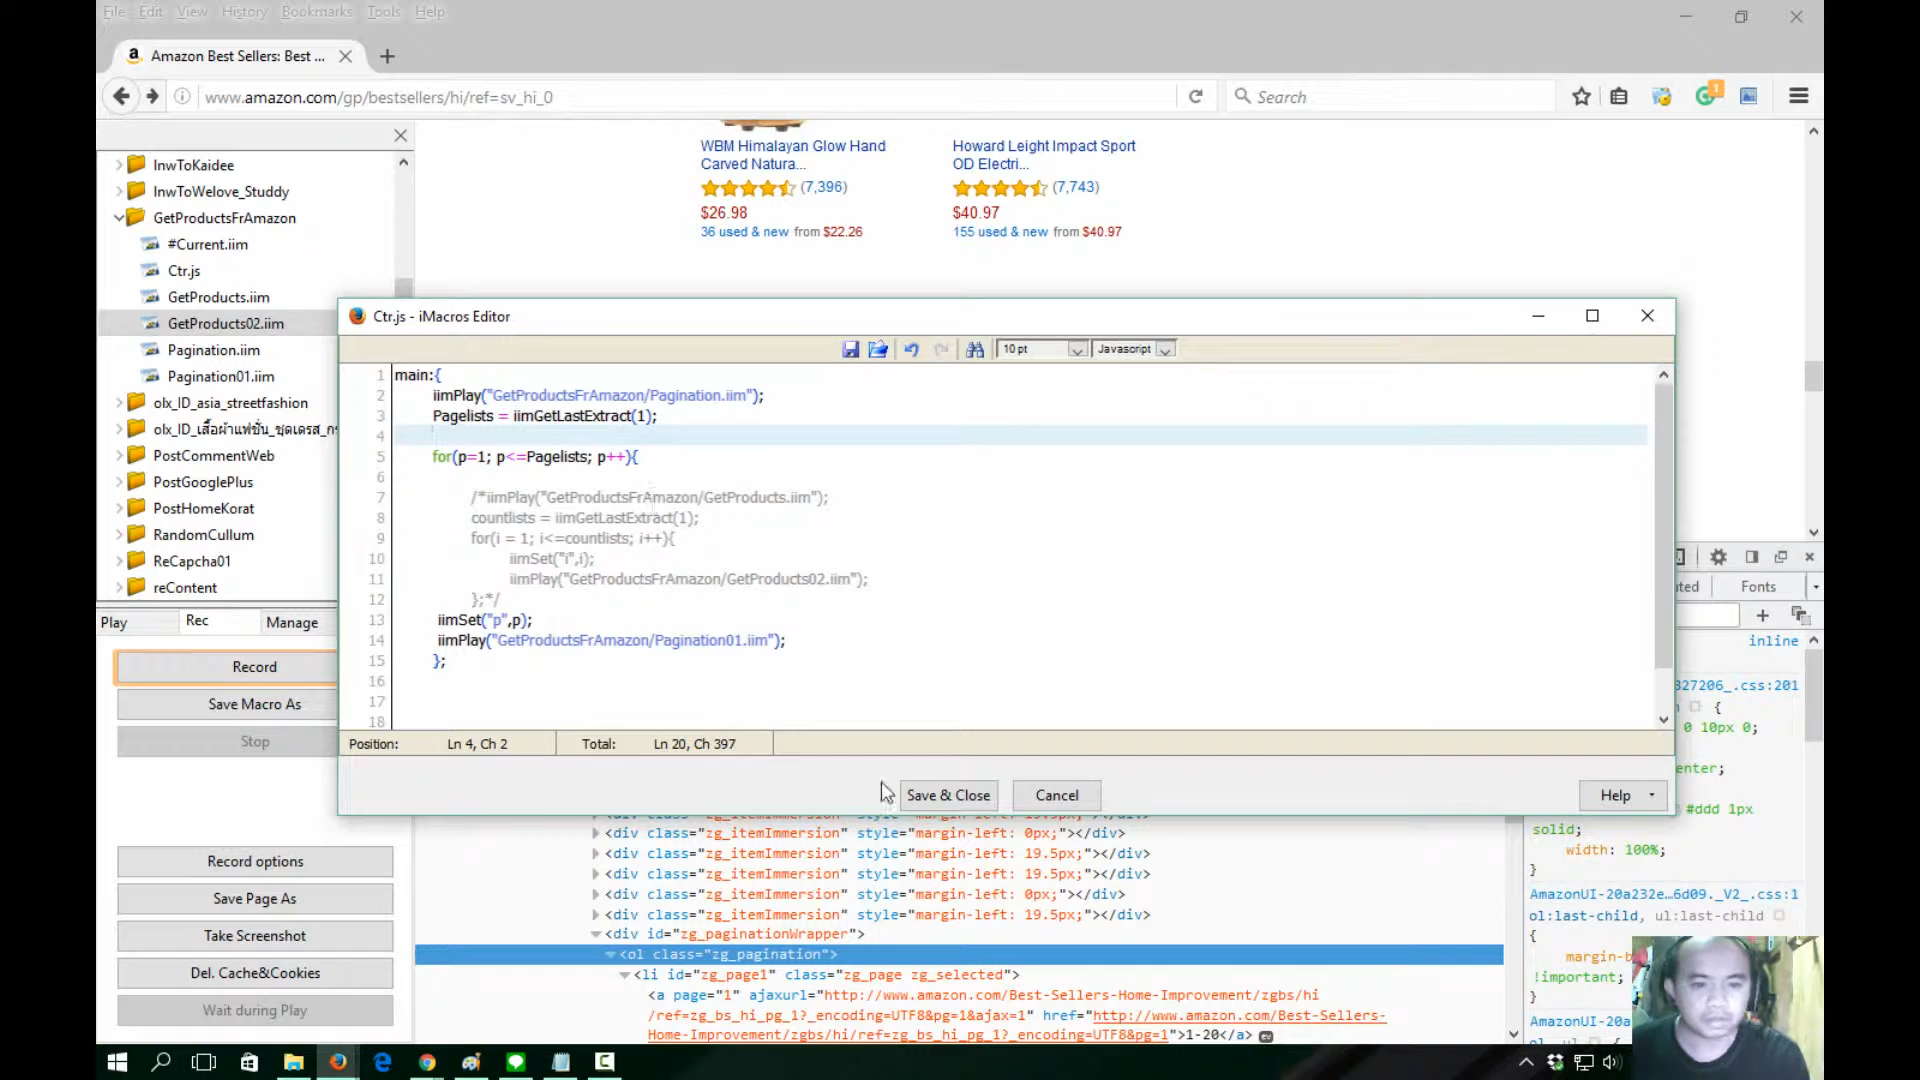 File Edit View History Bookmarks Tools Help
Amazon Best Sellers: Best ...
www.amazon.com/gp/bestsellers/hi/ref=sv_hi_0
Search
1
InwToKaidee
InwToWelove_Studdy
GetProductsFrAmazon
#Current.iim
Ctr.js
GetProducts.iim
GetProducts02.iim
Pagination.iim
Pagination01.iim
olx_ID_asia_streetfashion
olx_ID_เสื้อผ้าแฟชั่น_ชุดเดรส_กร
PostCommentWeb
PostGooglePlus
PostHomeKorat
RandomCullum
ReCapcha01
reContent
WBM Himalayan Glow Hand Carved Natura...
(7,396)
$26.98
36 used & new from $22.26
Howard Leight Impact Sport OD Electri...
(7,743)
$40.97
155 used & new from $40.97
Ctr.js - iMacros Editor
10 pt
Javascript
1 main:{
2 iimPlay("GetProductsFrAmazon/Pagination.iim");
3 Pagelists = iimGetLastExtract(1);
4
5 for(p=1; p<=Pagelists; p++){
6
7 /*iimPlay("GetProductsFrAmazon/GetProducts.iim");
8 countlists = iimGetLastExtract(1);
9 for(i = 1; i<=countlists; i++){
10 iimSet("i",i);
11 iimPlay("GetProductsFrAmazon/GetProducts02.iim");
12 };*/
13 iimSet("p",p);
14 iimPlay("GetProductsFrAmazon/Pagination01.iim");
15 };
16
17
18
Position: Ln 4, Ch 2 Total: Ln 20, Ch 397
Save & Close Cancel Help
Play Rec Manage
Record
Save Macro As
Stop
Record options
Save Page As
Take Screenshot
Del. Cache&Cookies
Wait during Play
<div class="zg_itemImmersion" style="margin-left: 0px;"></div>
<div class="zg_itemImmersion" style="margin-left: 19.5px;"></div>
<div class="zg_itemImmersion" style="margin-left: 19.5px;"></div>
<div class="zg_itemImmersion" style="margin-left: 0px;"></div>
<div class="zg_itemImmersion" style="margin-left: 19.5px;"></div>
<div id="zg_paginationWrapper">
<ol class="zg_pagination">
<li id="zg_page1" class="zg_page zg_selected">
<a page="1" ajaxurl="http://www.amazon.com/Best-Sellers-Home-Improvement/zgbs/hi
/ref=zg_bs_hi_pg_1?_encoding=UTF8&pg=1&ajax=1" href="http://www.amazon.com/Best-Sellers-
Home-Improvement/zgbs/hi/ref=zg_bs_hi_pg_1?_encoding=UTF8&pg=1">1-20</a> ev
Fonts
inline
327206_.css:201
{
0 10px 0;
enter;
#ddd 1px
solid;
width: 100%;
}
AmazonUI-20a232e…6d09._V2_.css:1
ol:last-child, ul:last-child
{
margin-b
!important;
}
AmazonUI-20a